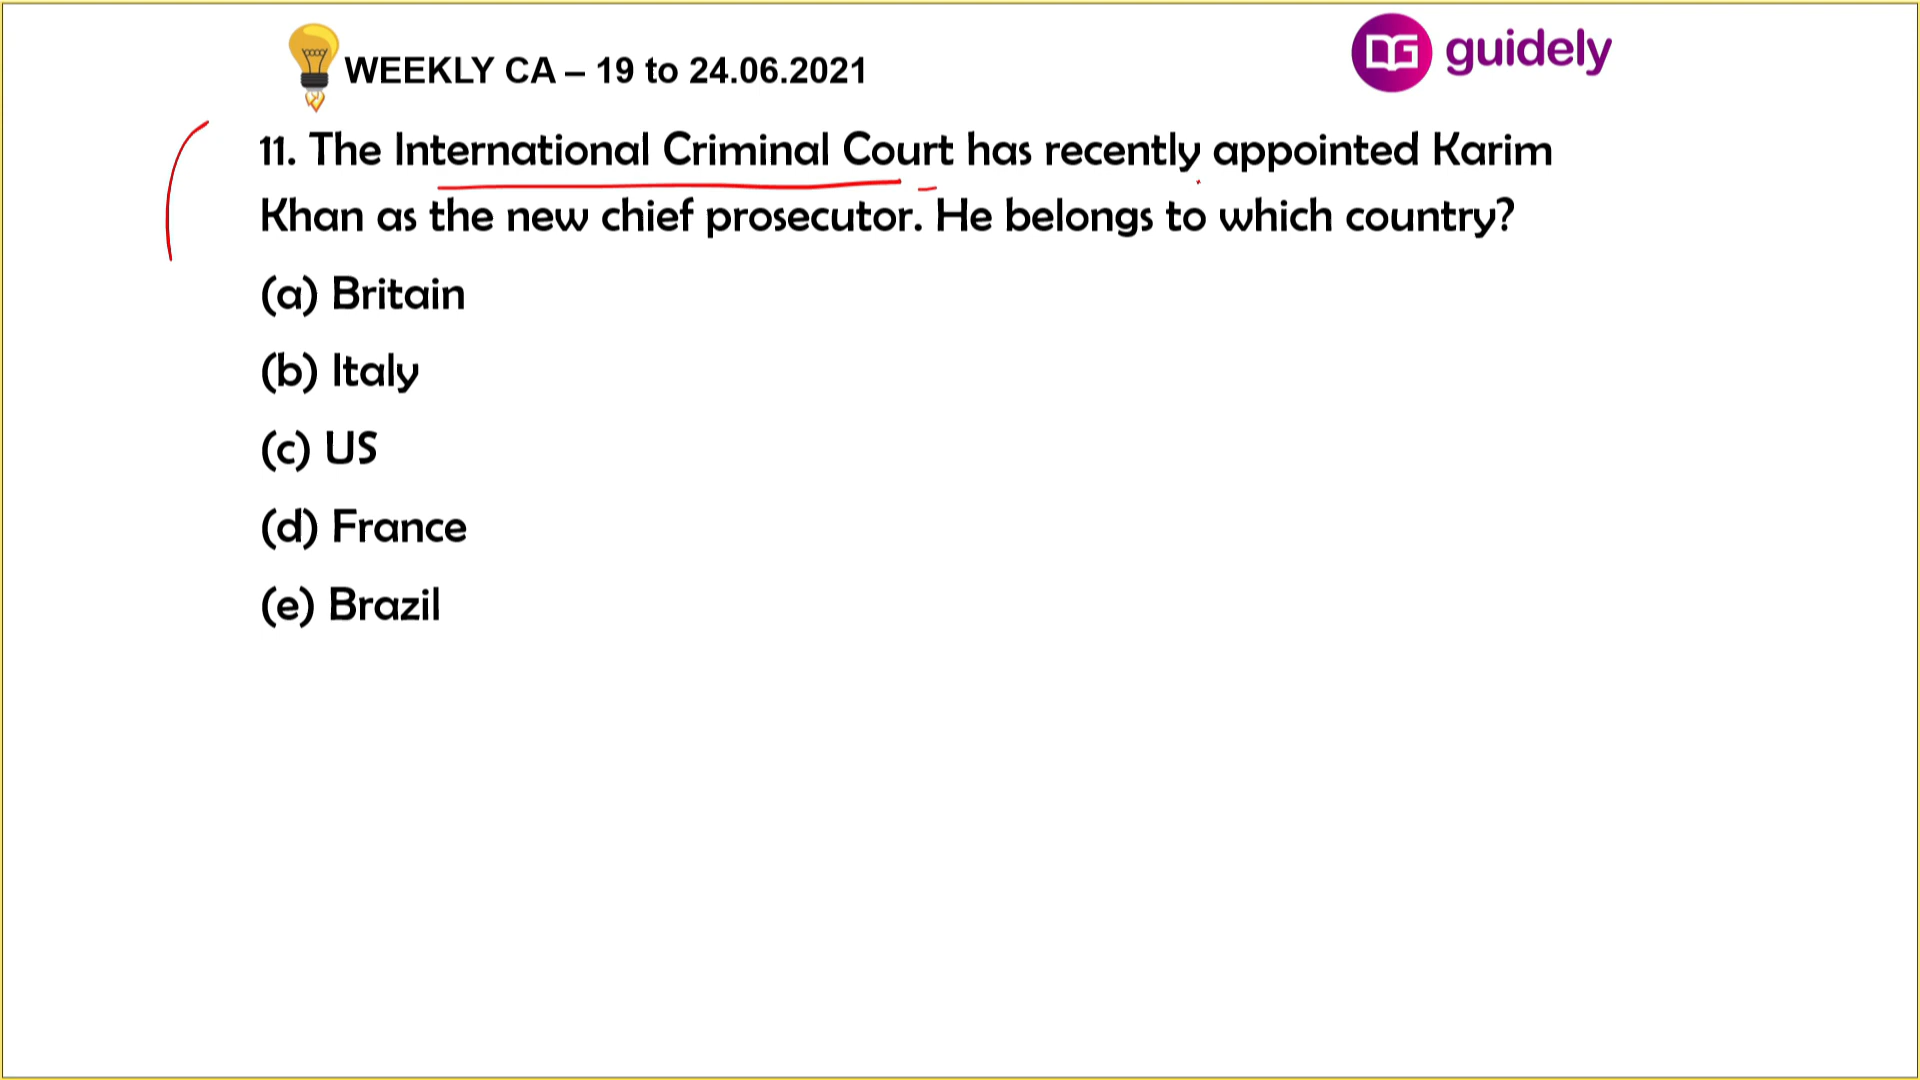 WEEKLY CA – 19 to 24.06.2021
guidely
11. The International Criminal Court has recently appointed Karim
Khan as the new chief prosecutor. He belongs to which country?
(a) Britain
(b) Italy
(c) US
(d) France
(e) Brazil